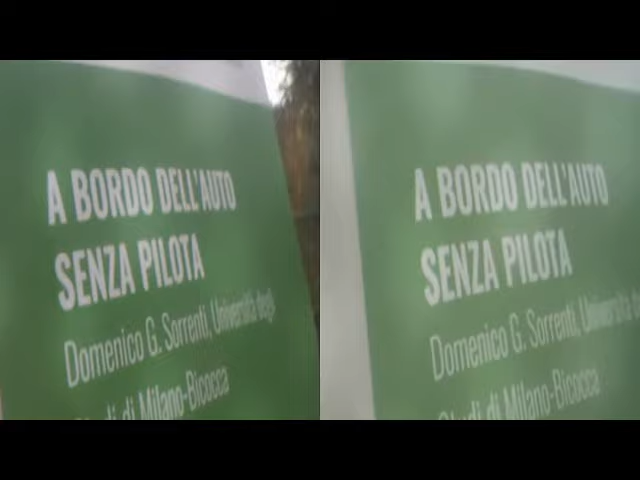 A BORDO DELL'AUTO
SENZA PILOTA
Domenico G. Sorrenti, Università degli
Studi di Milano-Bicocca
A BORDO DELL'AUTO
SENZA PILOTA
Domenico G. Sorrenti, Università d
Studi di Milano-Bicocca